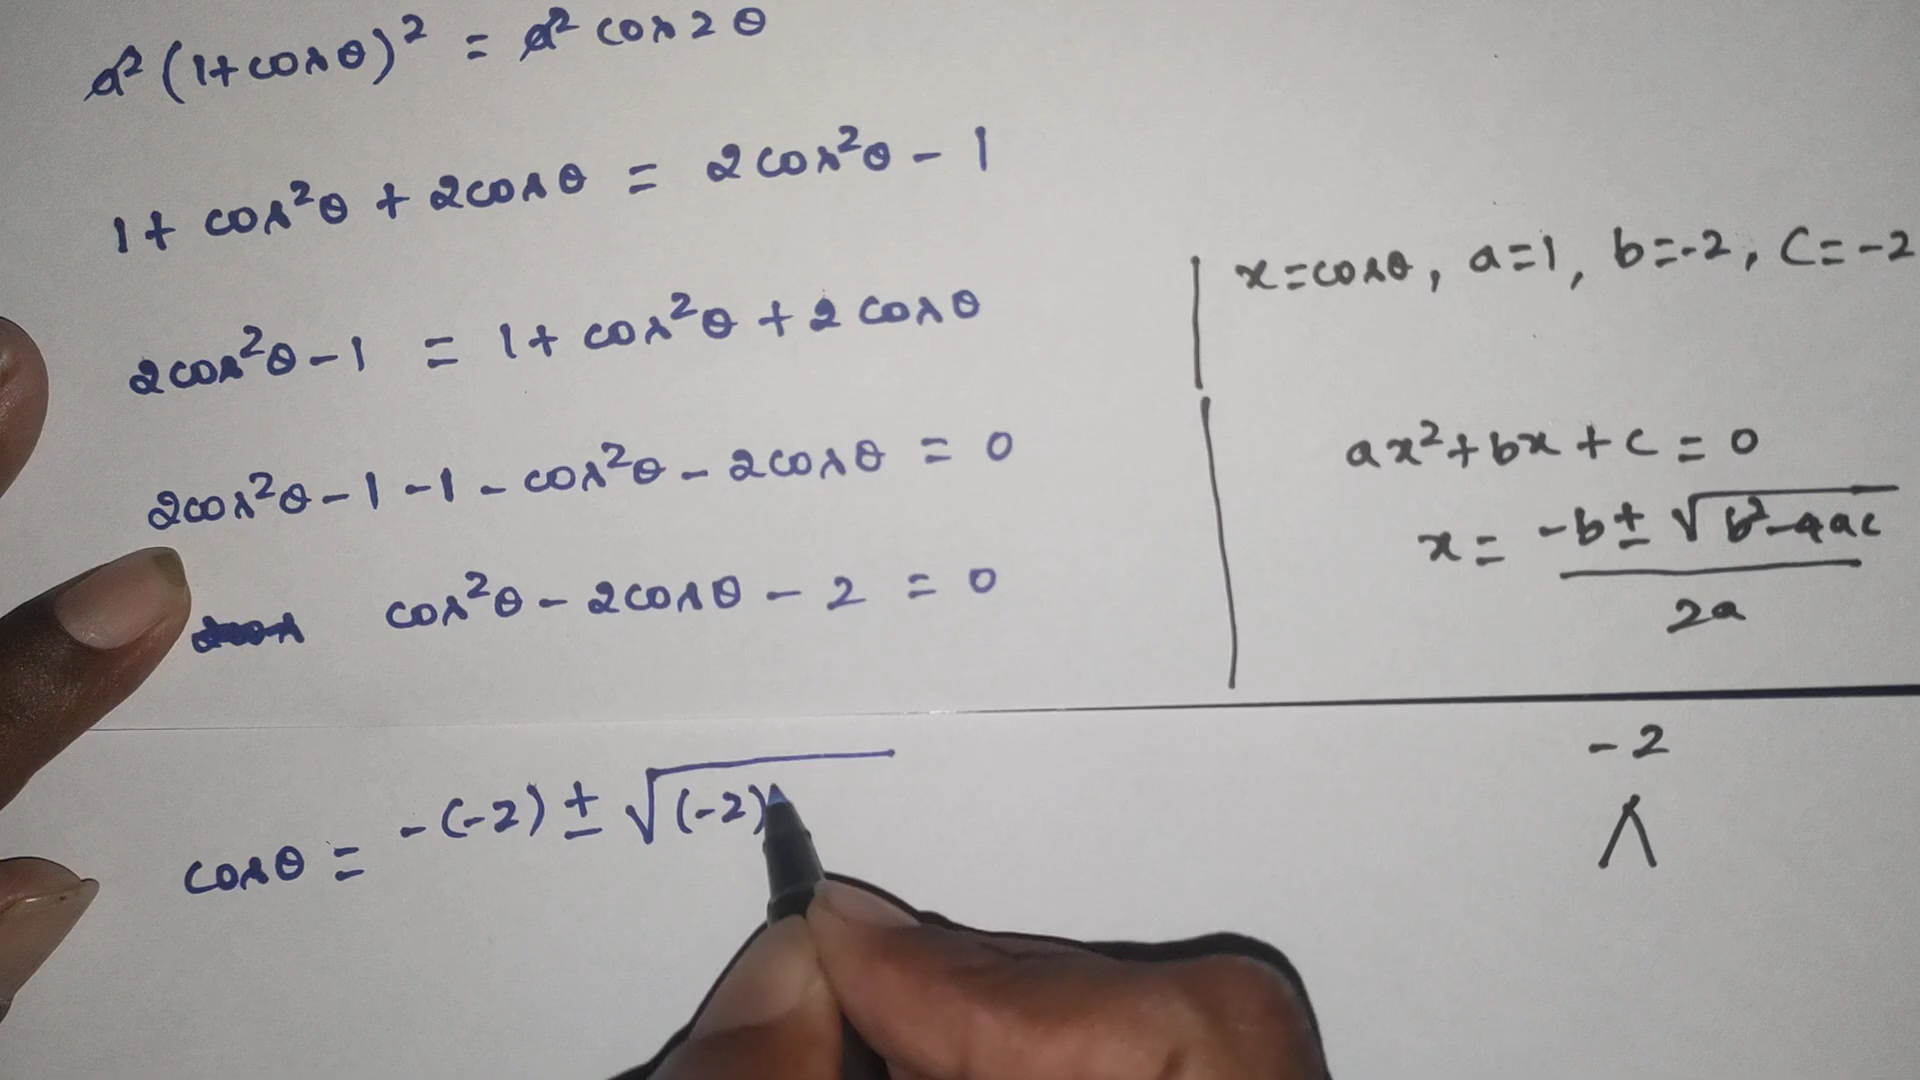 a²(1+cosθ)² = a² cos2θ
1+ cos²θ + 2cosθ = 2cos²θ - 1
2cos²θ - 1 = 1+ cos²θ + 2 cosθ
2cos²θ - 1 - 1 - cos²θ - 2cosθ = 0
cos²θ - 2cosθ - 2 = 0
x = cosθ, a=1, b=-2, C=-2
ax²+bx+c = 0
x = -b ± √b²-4ac
2a
-2
cosθ = -(-2) ± √(-2)